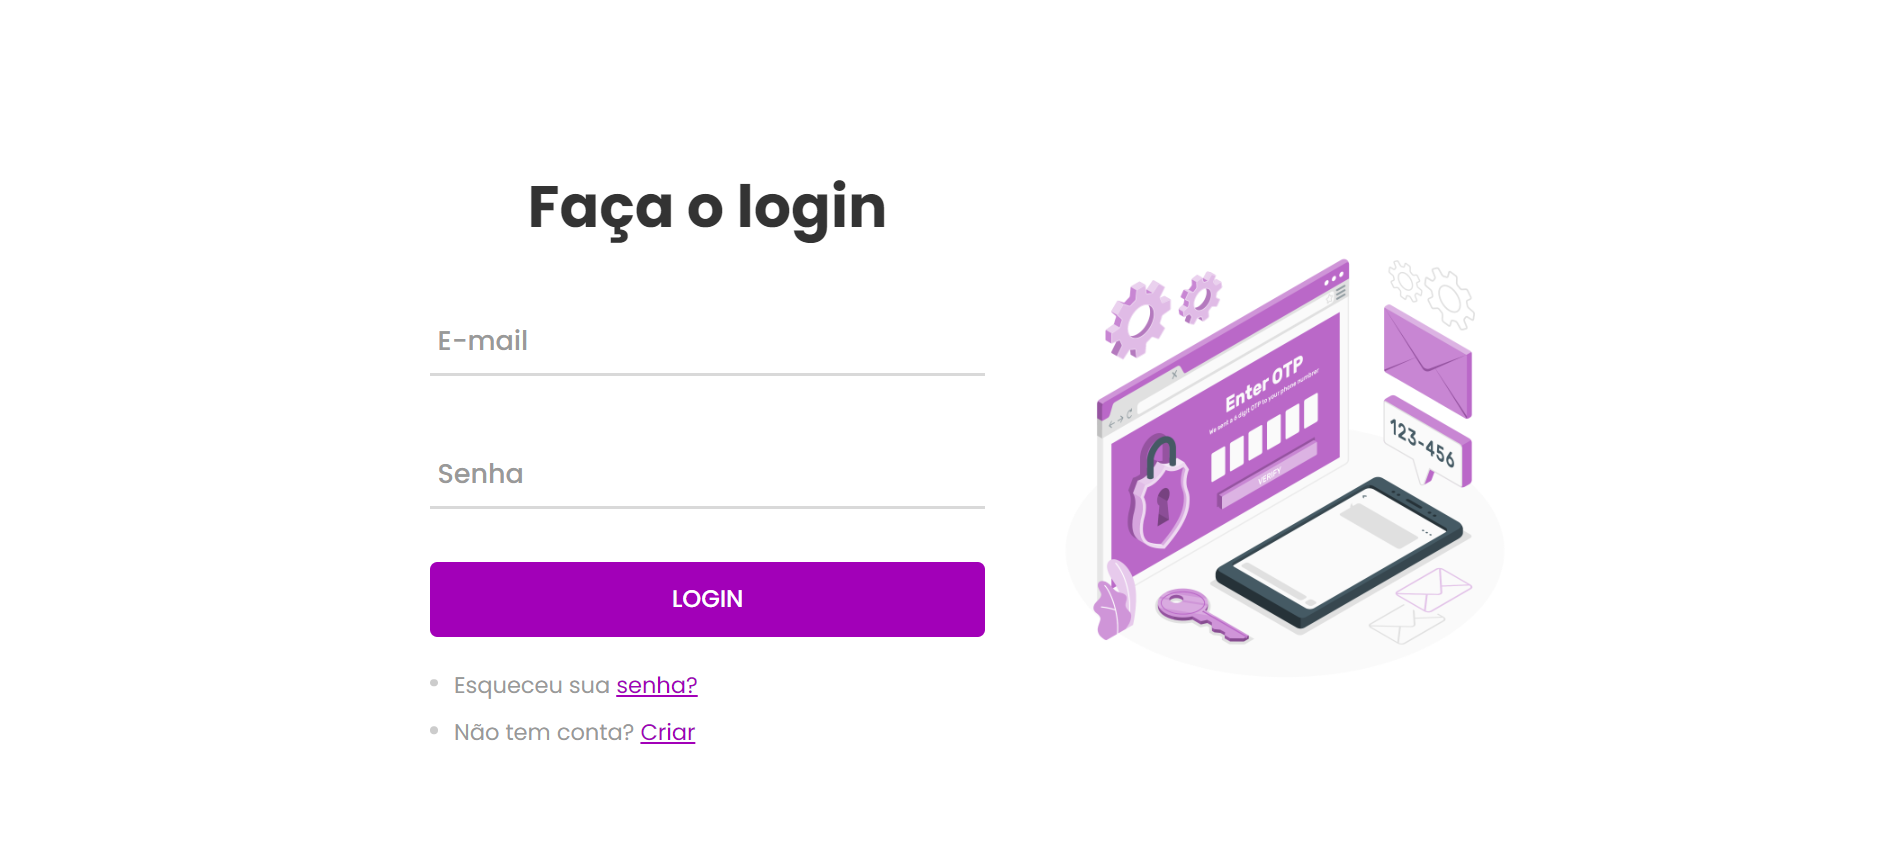 Faça o login
E-mail
Senha
LOGIN
Esqueceu sua senha?
Não tem conta? Criar
Enter OTP
We sent a 6 digit OTP to your phone number
VERIFY
123-456